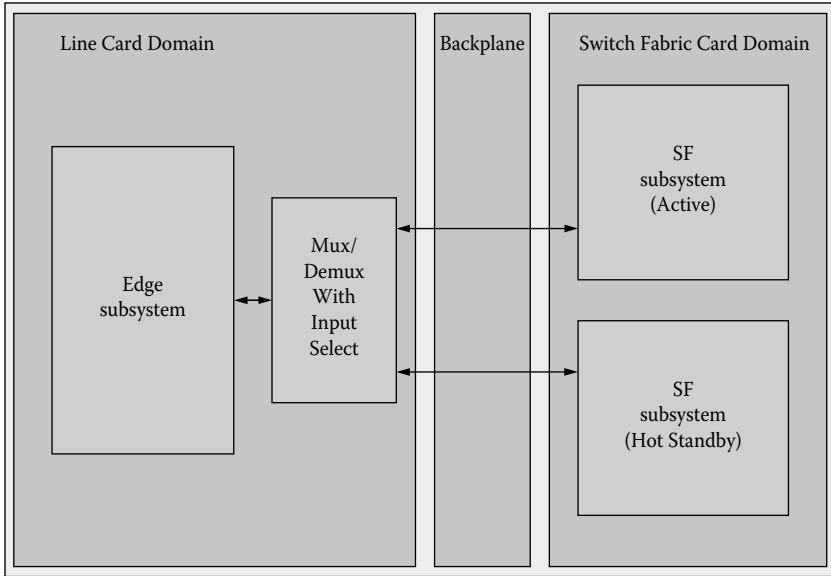 Line Card Domain
Backplane
Switch Fabric Card Domain
Edge
subsystem
Mux/
Demux
With
Input
Select
SF
subsystem
(Active)
SF
subsystem
(Hot Standby)